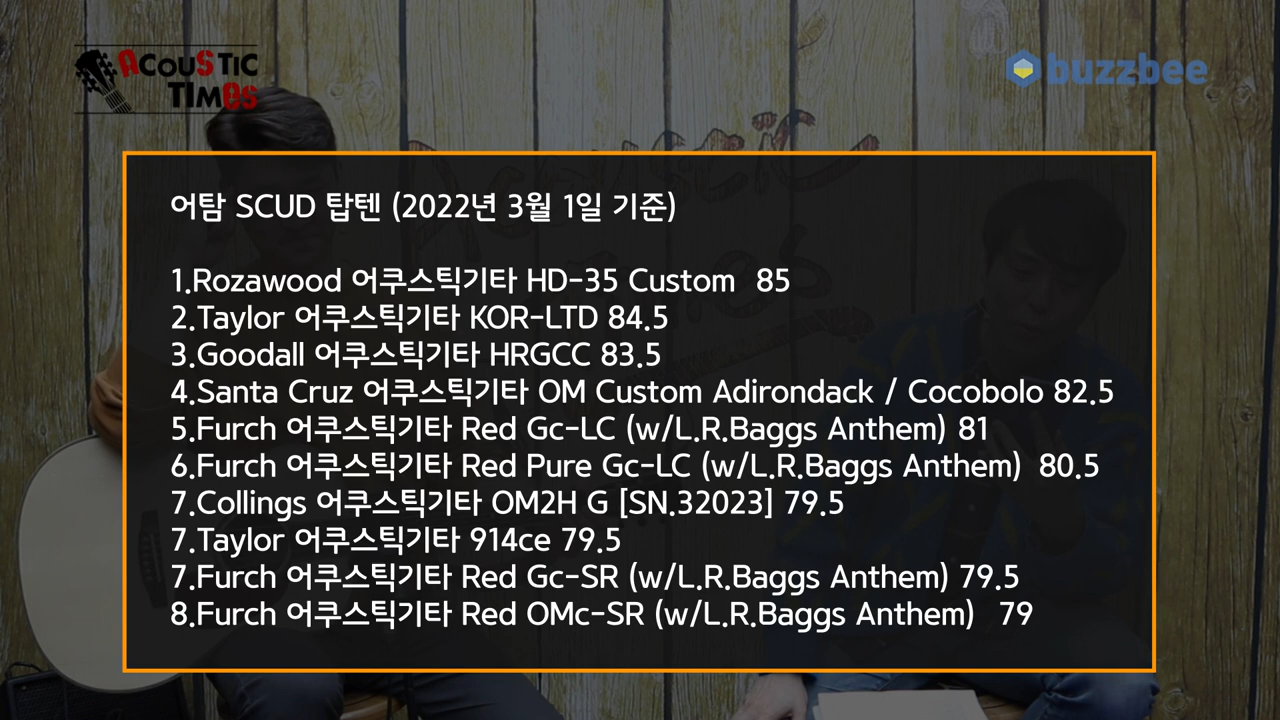 AcouSTIC
TIMes
buzzbee
어탐 SCUD 탑텐 (2022년 3월 1일 기준)
1.Rozawood 어쿠스틱기타 HD-35 Custom 85
2.Taylor 어쿠스틱기타 KOR-LTD 84.5
3.Goodall 어쿠스틱기타 HRGCC 83.5
4.Santa Cruz 어쿠스틱기타 OM Custom Adirondack / Cocobolo 82.5
5.Furch 어쿠스틱기타 Red Gc-LC (w/L.R.Baggs Anthem) 81
6.Furch 어쿠스틱기타 Red Pure Gc-LC (w/L.R.Baggs Anthem) 80.5
7.Collings 어쿠스틱기타 OM2H G [SN.32023] 79.5
7.Taylor 어쿠스틱기타 914ce 79.5
7.Furch 어쿠스틱기타 Red Gc-SR (w/L.R.Baggs Anthem) 79.5
8.Furch 어쿠스틱기타 Red OMc-SR (w/L.R.Baggs Anthem) 79